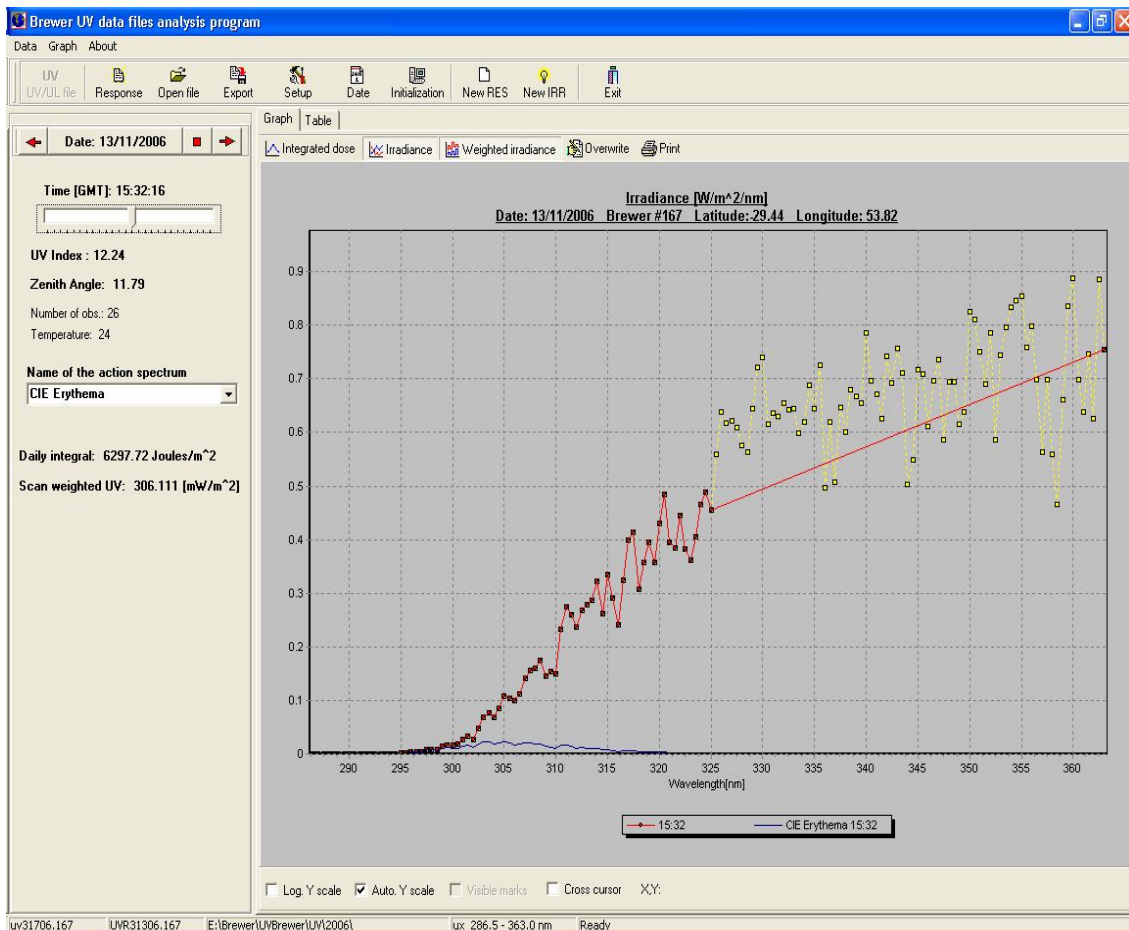 Brewer UV data files analysis program
Data Graph About
UV
UV/UL file Response Open file Export Setup Date Initialization New RES New IRR Exit
Date: 13/11/2006
Time [GMT]: 15:32:16
UV Index : 12.24
Zenith Angle: 11.79
Number of obs.: 26
Temperature: 24
Name of the action spectrum
CIE Erythema
Daily integral: 6297.72 Joules/m^2
Scan weighted UV: 306.111 [mW/m^2]
Graph Table
Integrated dose Irradiance Weighted irradiance Overwrite Print
Irradiance [W/m^2/nm]
Date: 13/11/2006 Brewer #167 Latitude:-29.44 Longitude: 53.82
0.9
0.8
0.7
0.6
0.5
0.4
0.3
0.2
0.1
0
290 295 300 305 310 315 320 325 330 335 340 345 350 355 360
Wavelength[nm]
15:32 CIE Erythema 15:32
Log. Y scale Auto. Y scale Visible marks Cross cursor X,Y:
uv31706.167 UVR31306.167 E:\Brewer\UVBrewer\UV\2006\ ux 286.5 - 363.0 nm Ready